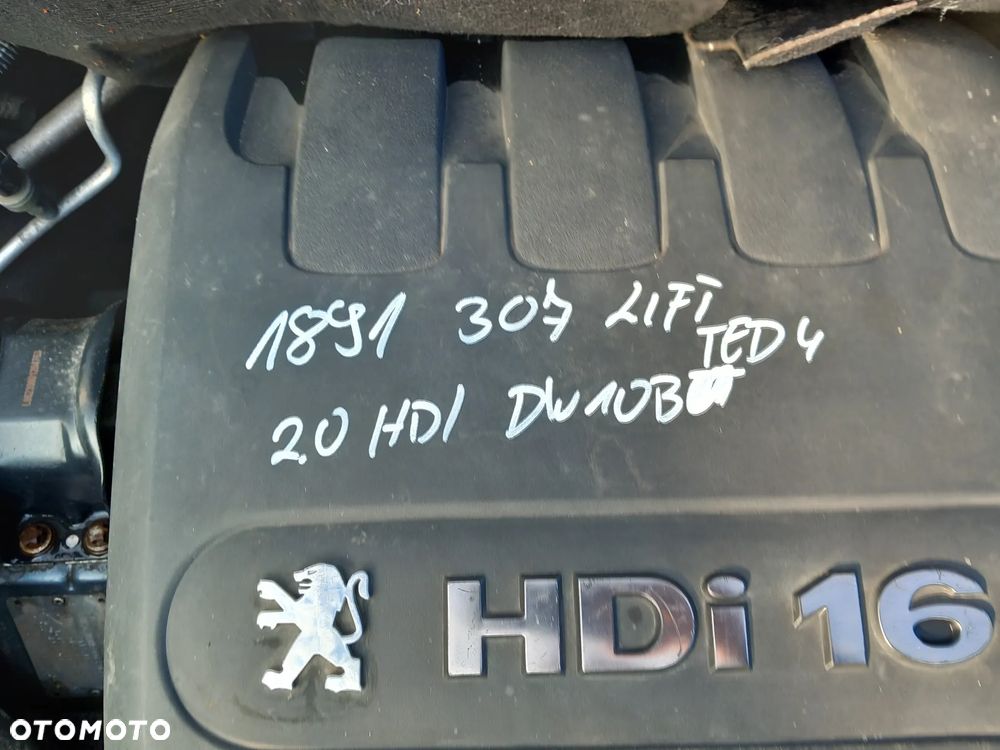 1891 307 LIFT
TED4
2.0 HDI DW10B
HDi 16
OTOMOTO